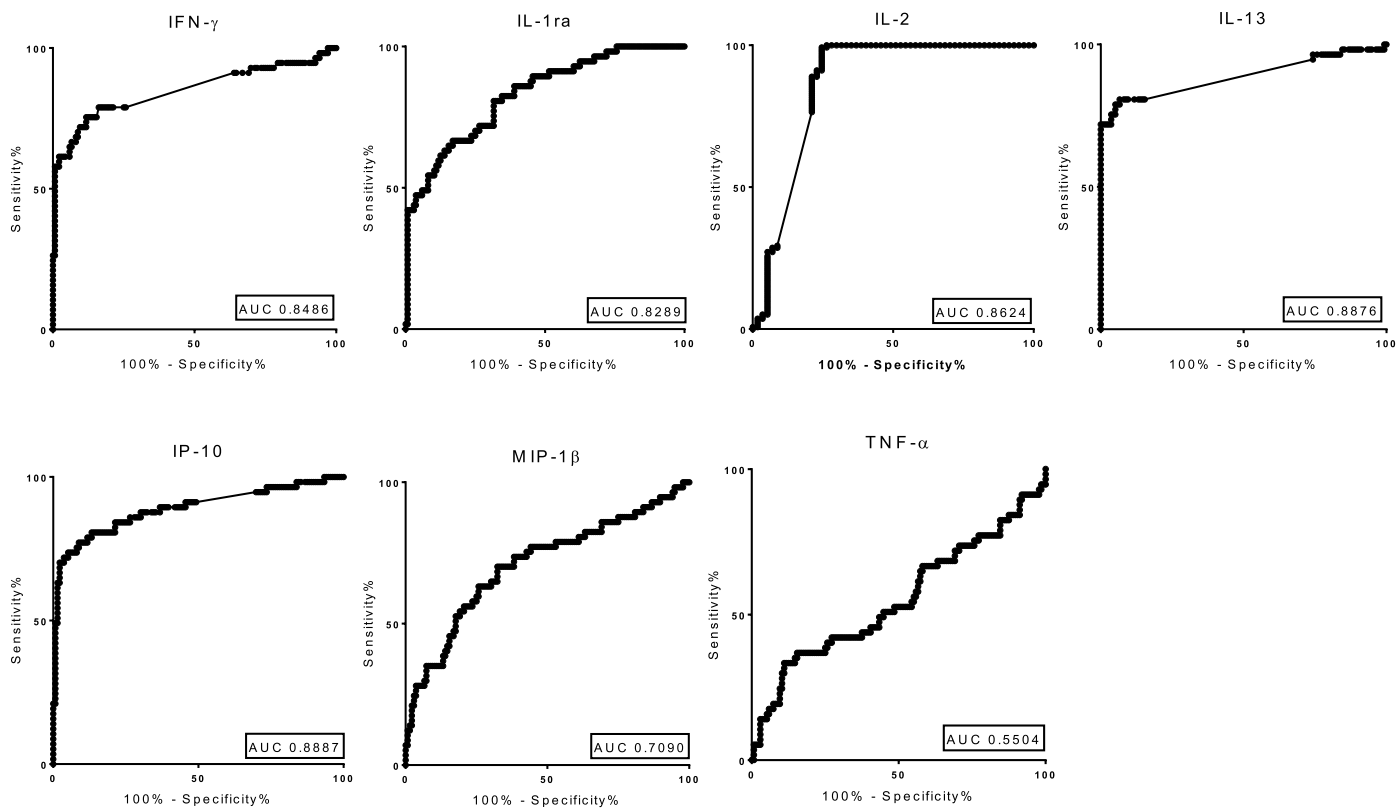 IFN-γ
100
50
0
Sensitivity%
0 50 100
100% - Specificity%
AUC 0.8486
IL-1ra
100
50
0
Sensitivity%
0 50 100
100% - Specificity%
AUC 0.8289
IL-2
100
50
0
Sensitivity%
0 50 100
100% - Specificity%
AUC 0.8624
IL-13
100
50
0
Sensitivity%
0 50 100
100% - Specificity%
AUC 0.8876
IP-10
100
50
0
Sensitivity%
0 50 100
100% - Specificity%
AUC 0.8887
MIP-1β
100
50
0
Sensitivity%
0 50 100
100% - Specificity%
AUC 0.7090
TNF-α
100
50
0
Sensitivity%
0 50 100
100% - Specificity%
AUC 0.5504